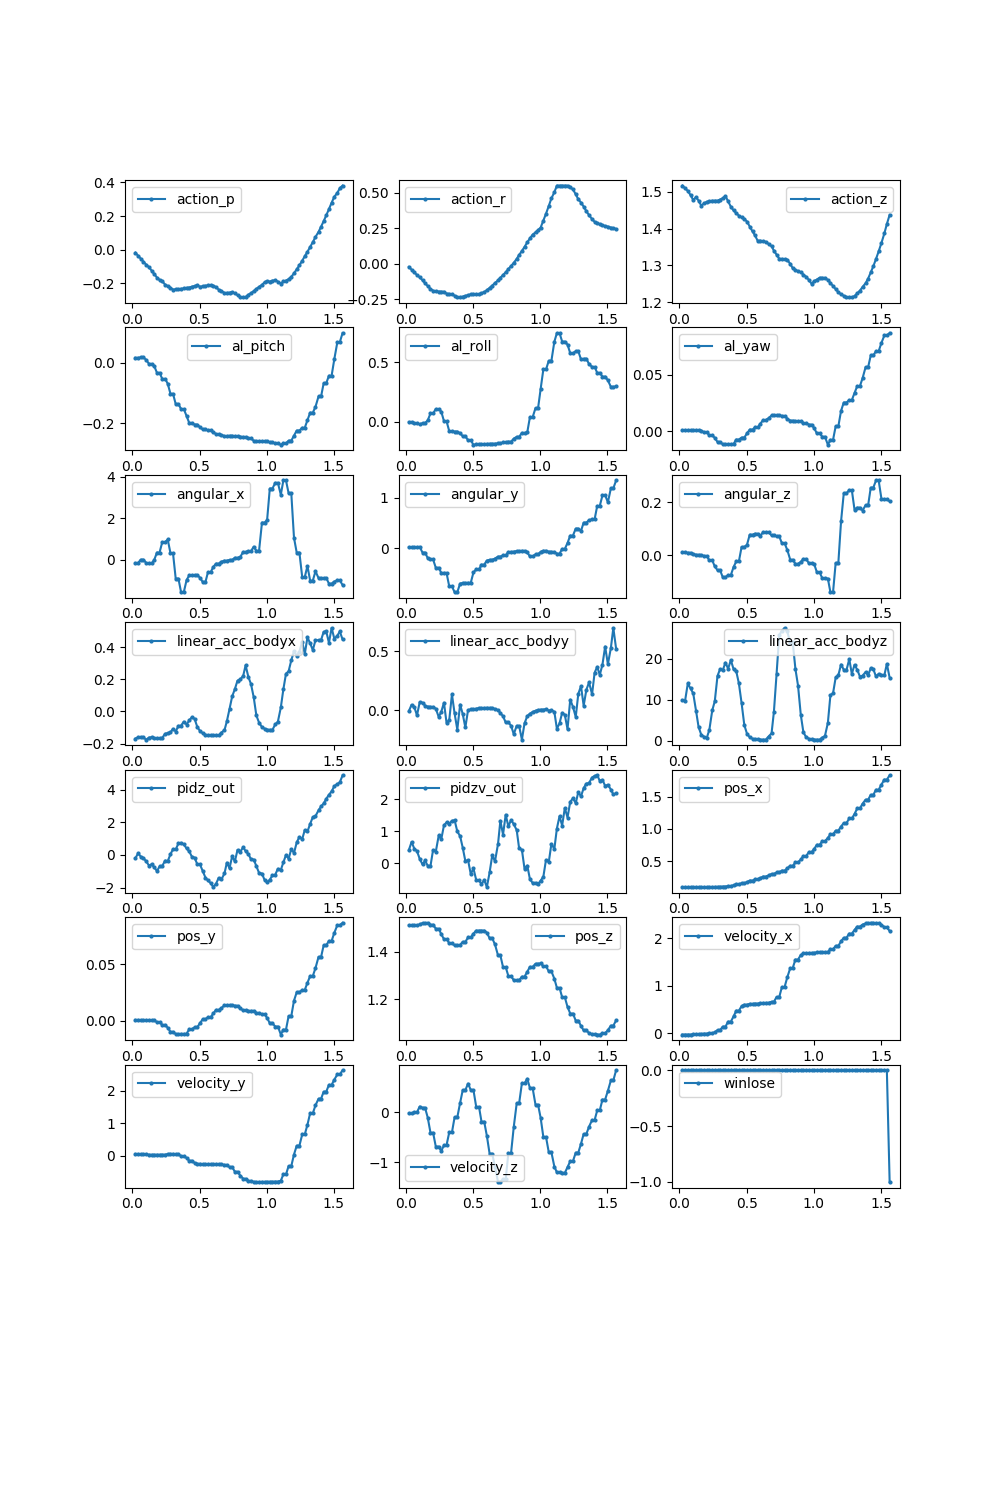 action_p
0.4
0.2
0.0
−0.2
0.0 0.5 1.0 1.5
action_r
0.50
0.25
0.00
−0.25
0.0 0.5 1.0 1.5
action_z
1.5
1.4
1.3
1.2
0.0 0.5 1.0 1.5
al_pitch
0.0
−0.2
0.0 0.5 1.0 1.5
al_roll
0.5
0.0
0.0 0.5 1.0 1.5
al_yaw
0.05
0.00
0.0 0.5 1.0 1.5
angular_x
4
2
0
0.0 0.5 1.0 1.5
angular_y
1
0
0.0 0.5 1.0 1.5
angular_z
0.2
0.0
0.0 0.5 1.0 1.5
linear_acc_bodyx
0.4
0.2
0.0
−0.2
0.0 0.5 1.0 1.5
linear_acc_bodyy
0.5
0.0
0.0 0.5 1.0 1.5
linear_acc_bodyz
20
10
0
0.0 0.5 1.0 1.5
pidz_out
4
2
0
−2
0.0 0.5 1.0 1.5
pidzv_out
2
1
0
0.0 0.5 1.0 1.5
pos_x
1.5
1.0
0.5
0.0 0.5 1.0 1.5
pos_y
0.05
0.00
0.0 0.5 1.0 1.5
pos_z
1.4
1.2
0.0 0.5 1.0 1.5
velocity_x
2
1
0
0.0 0.5 1.0 1.5
velocity_y
2
1
0
0.0 0.5 1.0 1.5
velocity_z
0
−1
0.0 0.5 1.0 1.5
winlose
0.0
−0.5
−1.0
0.0 0.5 1.0 1.5